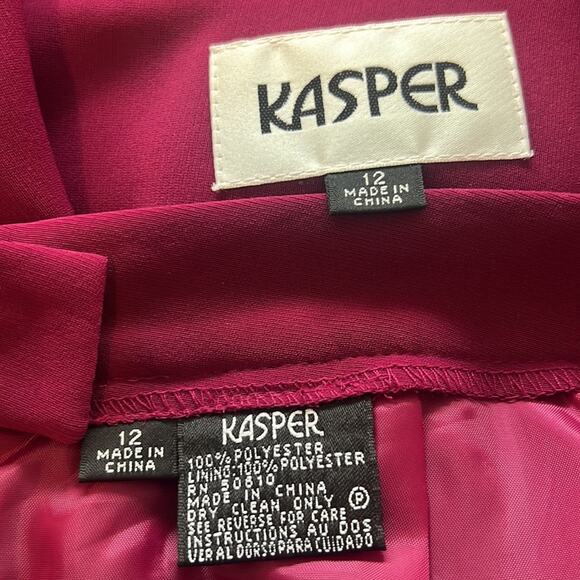 KASPER
12
MADE IN
CHINA
12
MADE IN
CHINA
KASPER
100% POLYESTER
LINING: 100% POLYESTER
RN 50610
MADE IN CHINA
DRY CLEAN ONLY Ⓟ
SEE REVERSE FOR CARE
INSTRUCTIONS AU DOS
VER AL DORSO PARA CUIDADO